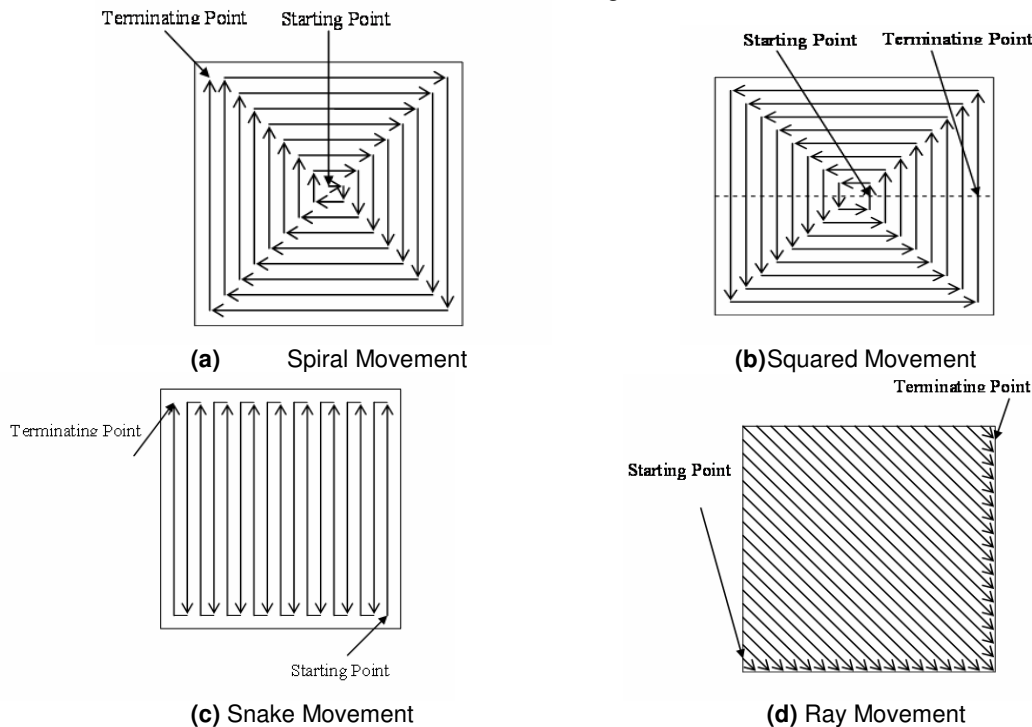 Terminating Point Starting Point
Starting Point Terminating Point
(a) Spiral Movement
(b)Squared Movement
Terminating Point
Starting Point
(c) Snake Movement
Terminating Point
Starting Point
(d) Ray Movement